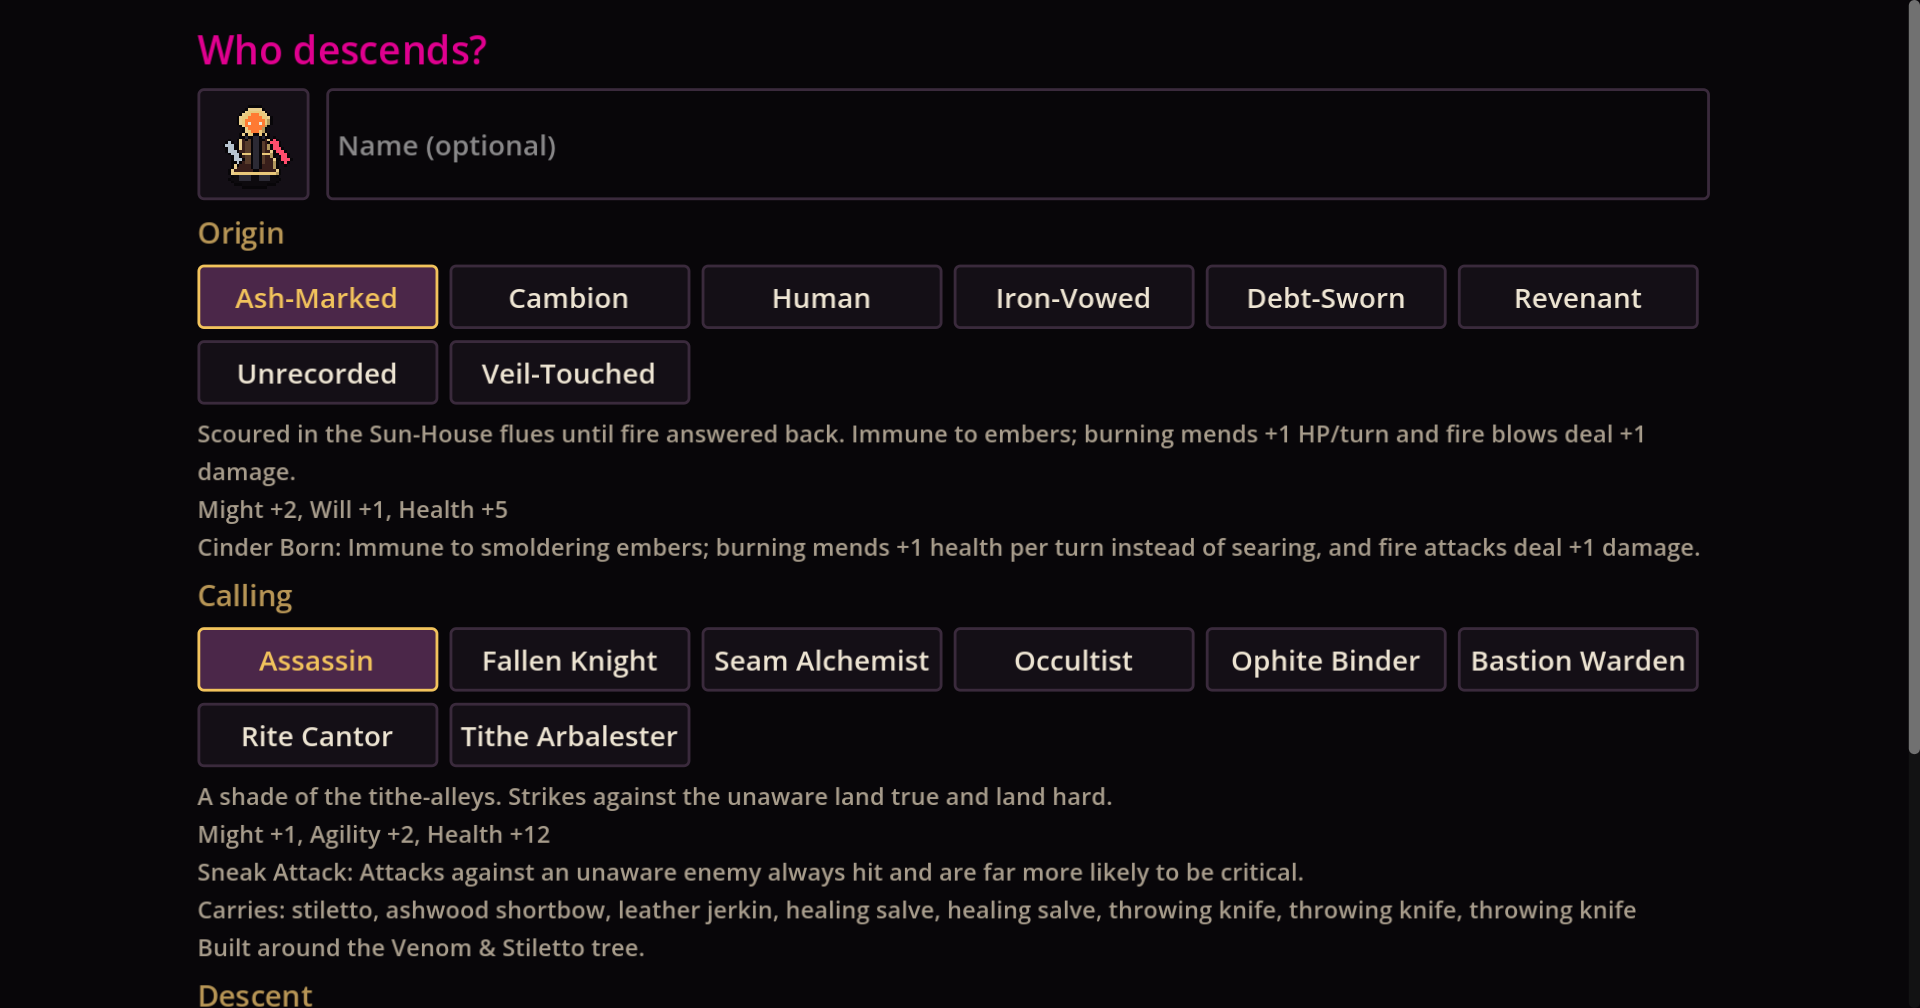 Who descends?
Name (optional)
Origin
Ash-Marked Cambion Human Iron-Vowed Debt-Sworn Revenant
Unrecorded Veil-Touched
Scoured in the Sun-House flues until fire answered back. Immune to embers; burning mends +1 HP/turn and fire blows deal +1
damage.
Might +2, Will +1, Health +5
Cinder Born: Immune to smoldering embers; burning mends +1 health per turn instead of searing, and fire attacks deal +1 damage.
Calling
Assassin Fallen Knight Seam Alchemist Occultist Ophite Binder Bastion Warden
Rite Cantor Tithe Arbalester
A shade of the tithe-alleys. Strikes against the unaware land true and land hard.
Might +1, Agility +2, Health +12
Sneak Attack: Attacks against an unaware enemy always hit and are far more likely to be critical.
Carries: stiletto, ashwood shortbow, leather jerkin, healing salve, healing salve, throwing knife, throwing knife, throwing knife
Built around the Venom & Stiletto tree.
Descent